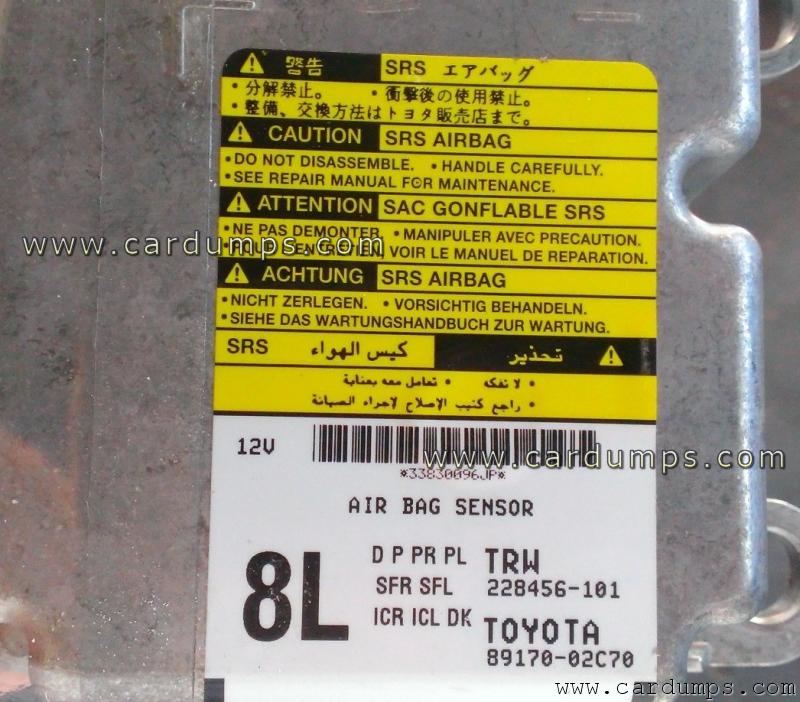 ⚠ 警告 SRS エアバッグ
・分解禁止。 ・衝撃後の使用禁止。
・整備、交換方法はトヨタ販売店まで。
⚠ CAUTION SRS AIRBAG
•DO NOT DISASSEMBLE. •HANDLE CAREFULLY.
•SEE REPAIR MANUAL FOR MAINTENANCE.
⚠ ATTENTION SAC GONFLABLE SRS
•NE PAS DEMONTER. •MANIPULER AVEC PRECAUTION.
www.cardumps.com
L'ENTRETIEN, VOIR LE MANUEL DE REPARATION.
⚠ ACHTUNG SRS AIRBAG
•NICHT ZERLEGEN. •VORSICHTIG BEHANDELN.
•SIEHE DAS WARTUNGSHANDBUCH ZUR WARTUNG.
⚠ تحذير كيس الهواء SRS
• لا تفكه • تعامل معه بعناية
• راجع كتيب الإصلاح لاجراء الصيانة
12V
www.cardumps.com
*33830096JP*
AIR BAG SENSOR
8L
D P PR PL TRW
SFR SFL 228456-101
ICR ICL DK TOYOTA
89170-02C70
www.cardumps.com